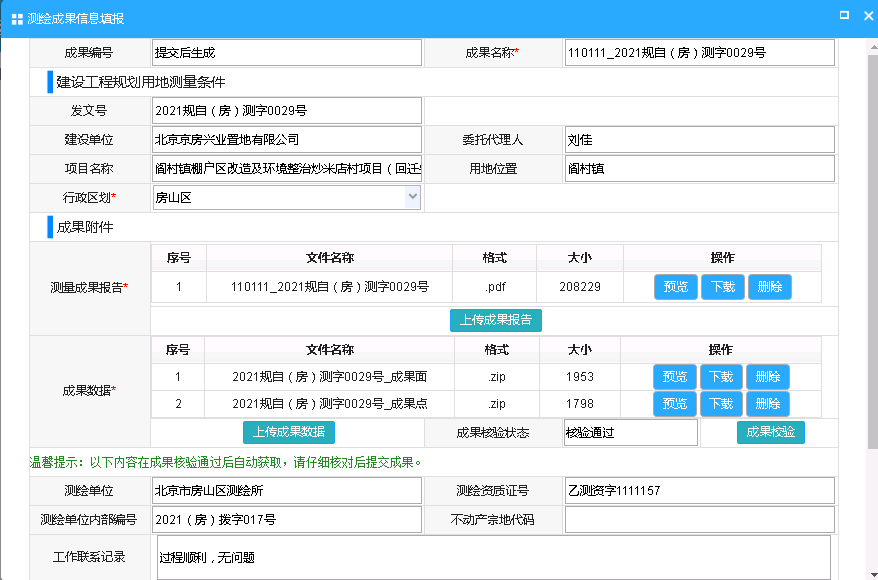 测绘成果信息填报
成果编号 提交后生成 成果名称* 110111_2021规自（房）测字0029号
建设工程规划用地测量条件
发文号 2021规自（房）测字0029号
建设单位 北京京房兴业置地有限公司 委托代理人 刘佳
项目名称 阎村镇棚户区改造及环境整治炒米店村项目（回迁 用地位置 阎村镇
行政区划* 房山区
成果附件
测量成果报告*
序号 文件名称 格式 大小 操作
1 110111_2021规自（房）测字0029号 .pdf 208229 预览 下载 删除
上传成果报告
成果数据*
序号 文件名称 格式 大小 操作
1 2021规自（房）测字0029号_成果面 .zip 1953 预览 下载 删除
2 2021规自（房）测字0029号_成果点 .zip 1798 预览 下载 删除
上传成果数据 成果核验状态 核验通过 成果校验
温馨提示：以下内容在成果核验通过后自动获取，请仔细核对后提交成果。
测绘单位 北京市房山区测绘所 测绘资质证号 乙测资字1111157
测绘单位内部编号 2021（房）拨字017号 不动产宗地代码
工作联系记录 过程顺利，无问题